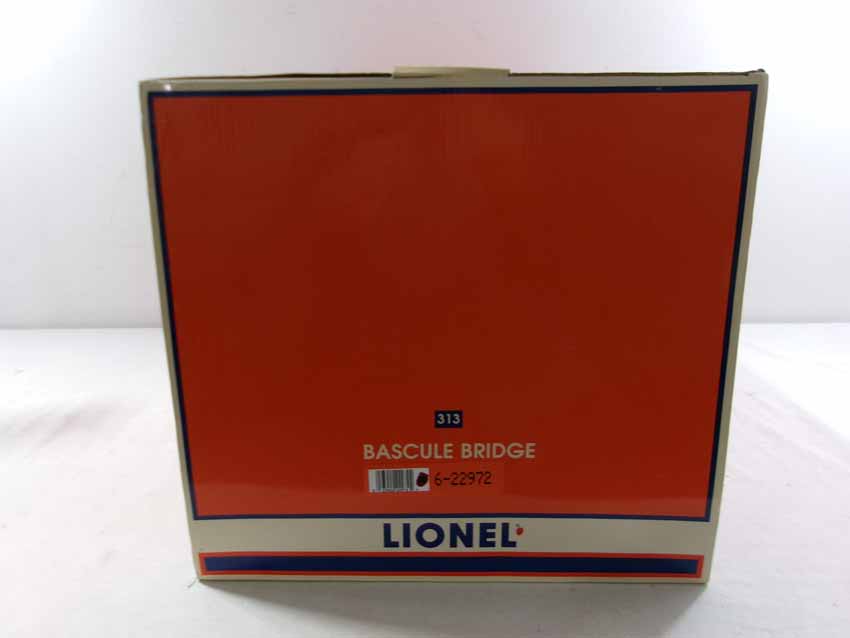 313
BASCULE BRIDGE
6-22972
LIONEL